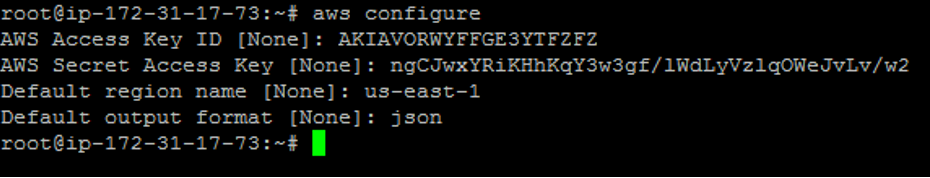 root@ip-172-31-17-73:~# aws configure
AWS Access Key ID [None]: AKIAVORWYFFGE3YTFZFZ
AWS Secret Access Key [None]: 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
Default region name [None]: us-east-1
Default output format [None]: json
root@ip-172-31-17-73:~#